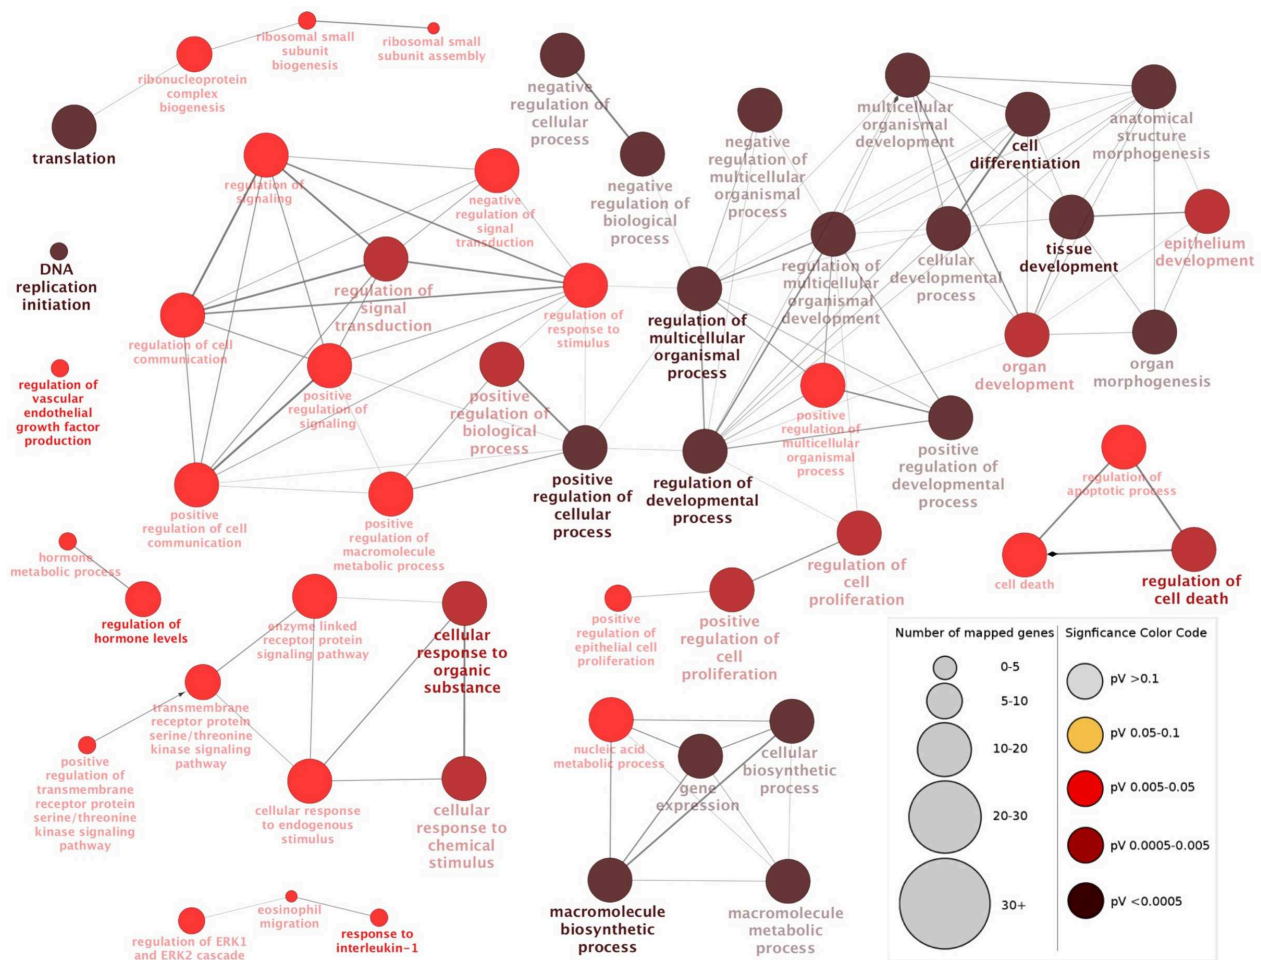 ribosomal small
subunit
biogenesis
ribosomal small
subunit assembly
ribonucleoprotein
complex
biogenesis
translation
negative
regulation of
cellular
process
negative
regulation of
biological
process
negative
regulation of
multicellular
organismal
process
multicellular
organismal
development
cell
differentiation
anatomical
structure
morphogenesis
regulation of
signaling
negative
regulation of
signal
transduction
DNA
replication
initiation
regulation of
signal
transduction
regulation of cell
communication
regulation of
response to
stimulus
regulation of
multicellular
organismal
process
regulation of
multicellular
organismal
development
cellular
developmental
process
tissue
development
epithelium
development
regulation of
vascular
endothelial
growth factor
production
positive
regulation of
signaling
positive
regulation of
biological
process
organ
development
organ
morphogenesis
positive
regulation of
multicellular
organismal
process
positive
regulation of
developmental
process
positive
regulation of cell
communication
positive
regulation of
macromolecule
metabolic process
positive
regulation of
cellular
process
regulation of
developmental
process
regulation of
apoptotic process
cell death
regulation of
cell death
hormone
metabolic process
regulation of
hormone levels
enzyme linked
receptor protein
signaling pathway
cellular
response to
organic
substance
positive
regulation of
epithelial cell
proliferation
positive
regulation of
cell
proliferation
regulation of
cell
proliferation
transmembrane
receptor protein
serine/threonine
kinase signaling
pathway
positive
regulation of
transmembrane
receptor protein
serine/threonine
kinase signaling
pathway
cellular response
to endogenous
stimulus
cellular
response to
chemical
stimulus
nucleic acid
metabolic process
gene
expression
cellular
biosynthetic
process
macromolecule
biosynthetic
process
macromolecule
metabolic
process
eosinophil
migration
regulation of ERK1
and ERK2 cascade
response to
interleukin-1
Number of mapped genes
0-5
5-10
10-20
20-30
30+
Signficance Color Code
pV >0.1
pV 0.05-0.1
pV 0.005-0.05
pV 0.0005-0.005
pV <0.0005